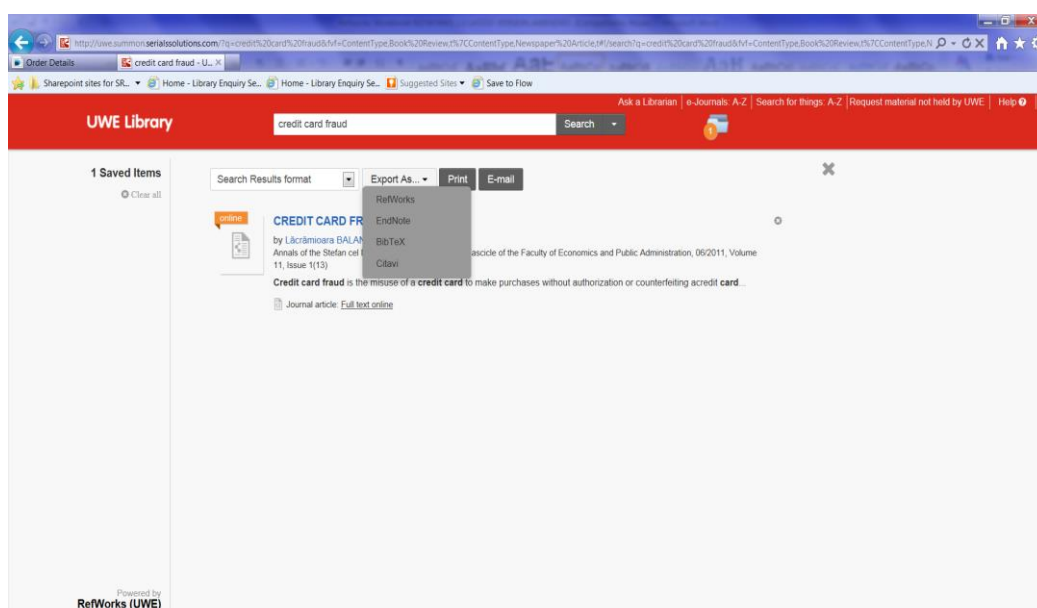 http://uwe.summon.serialssolutions.com/?q=credit%20card%20fraud&fvf=ContentType,Book%20Review,t%7CContentType,Newspaper%20Article,t#!/search?q=credit%20card%20fraud&fvf=ContentType,Book%20Review,t%7CContentType,N
Order Details
credit card fraud - U...
Sharepoint sites for SR...
Home - Library Enquiry Se...
Home - Library Enquiry Se...
Suggested Sites
Save to Flow
Ask a Librarian | e-Journals: A-Z | Search for things: A-Z | Request material not held by UWE | Help
UWE Library
credit card fraud
Search
1
1 Saved Items
Clear all
Search Results format
Export As...
Print
E-mail
RefWorks
EndNote
BibTeX
Citavi
online
CREDIT CARD FR
by Lăcrămioara BALAN
Annals of the Stefan cel ascicle of the Faculty of Economics and Public Administration, 06/2011, Volume
11, Issue 1(13)
Credit card fraud is the misuse of a credit card to make purchases without authorization or counterfeiting acredit card...
Journal article: Full text online
Powered by
RefWorks (UWE)